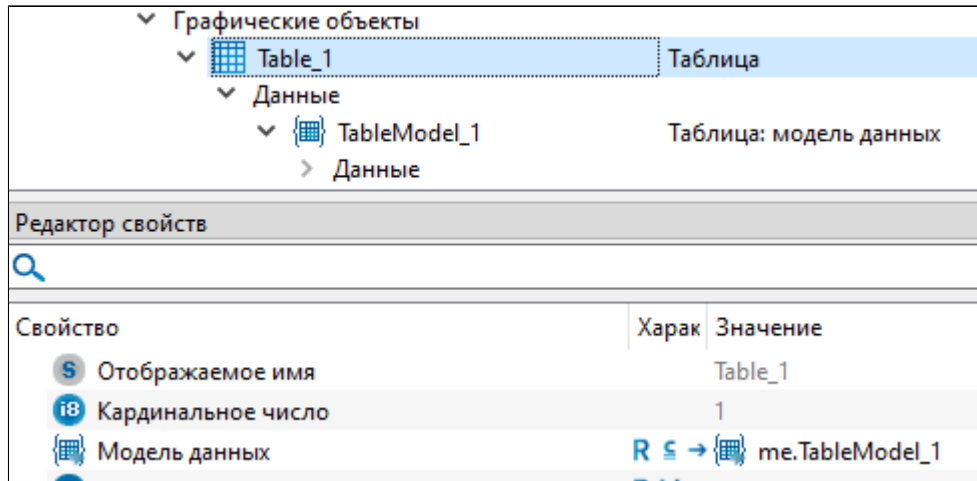 Графические объекты
Table_1 Таблица
Данные
TableModel_1 Таблица: модель данных
Данные
Редактор свойств
Свойство Харак Значение
S Отображаемое имя Table_1
i8 Кардинальное число 1
Модель данных R ⊆ → me.TableModel_1